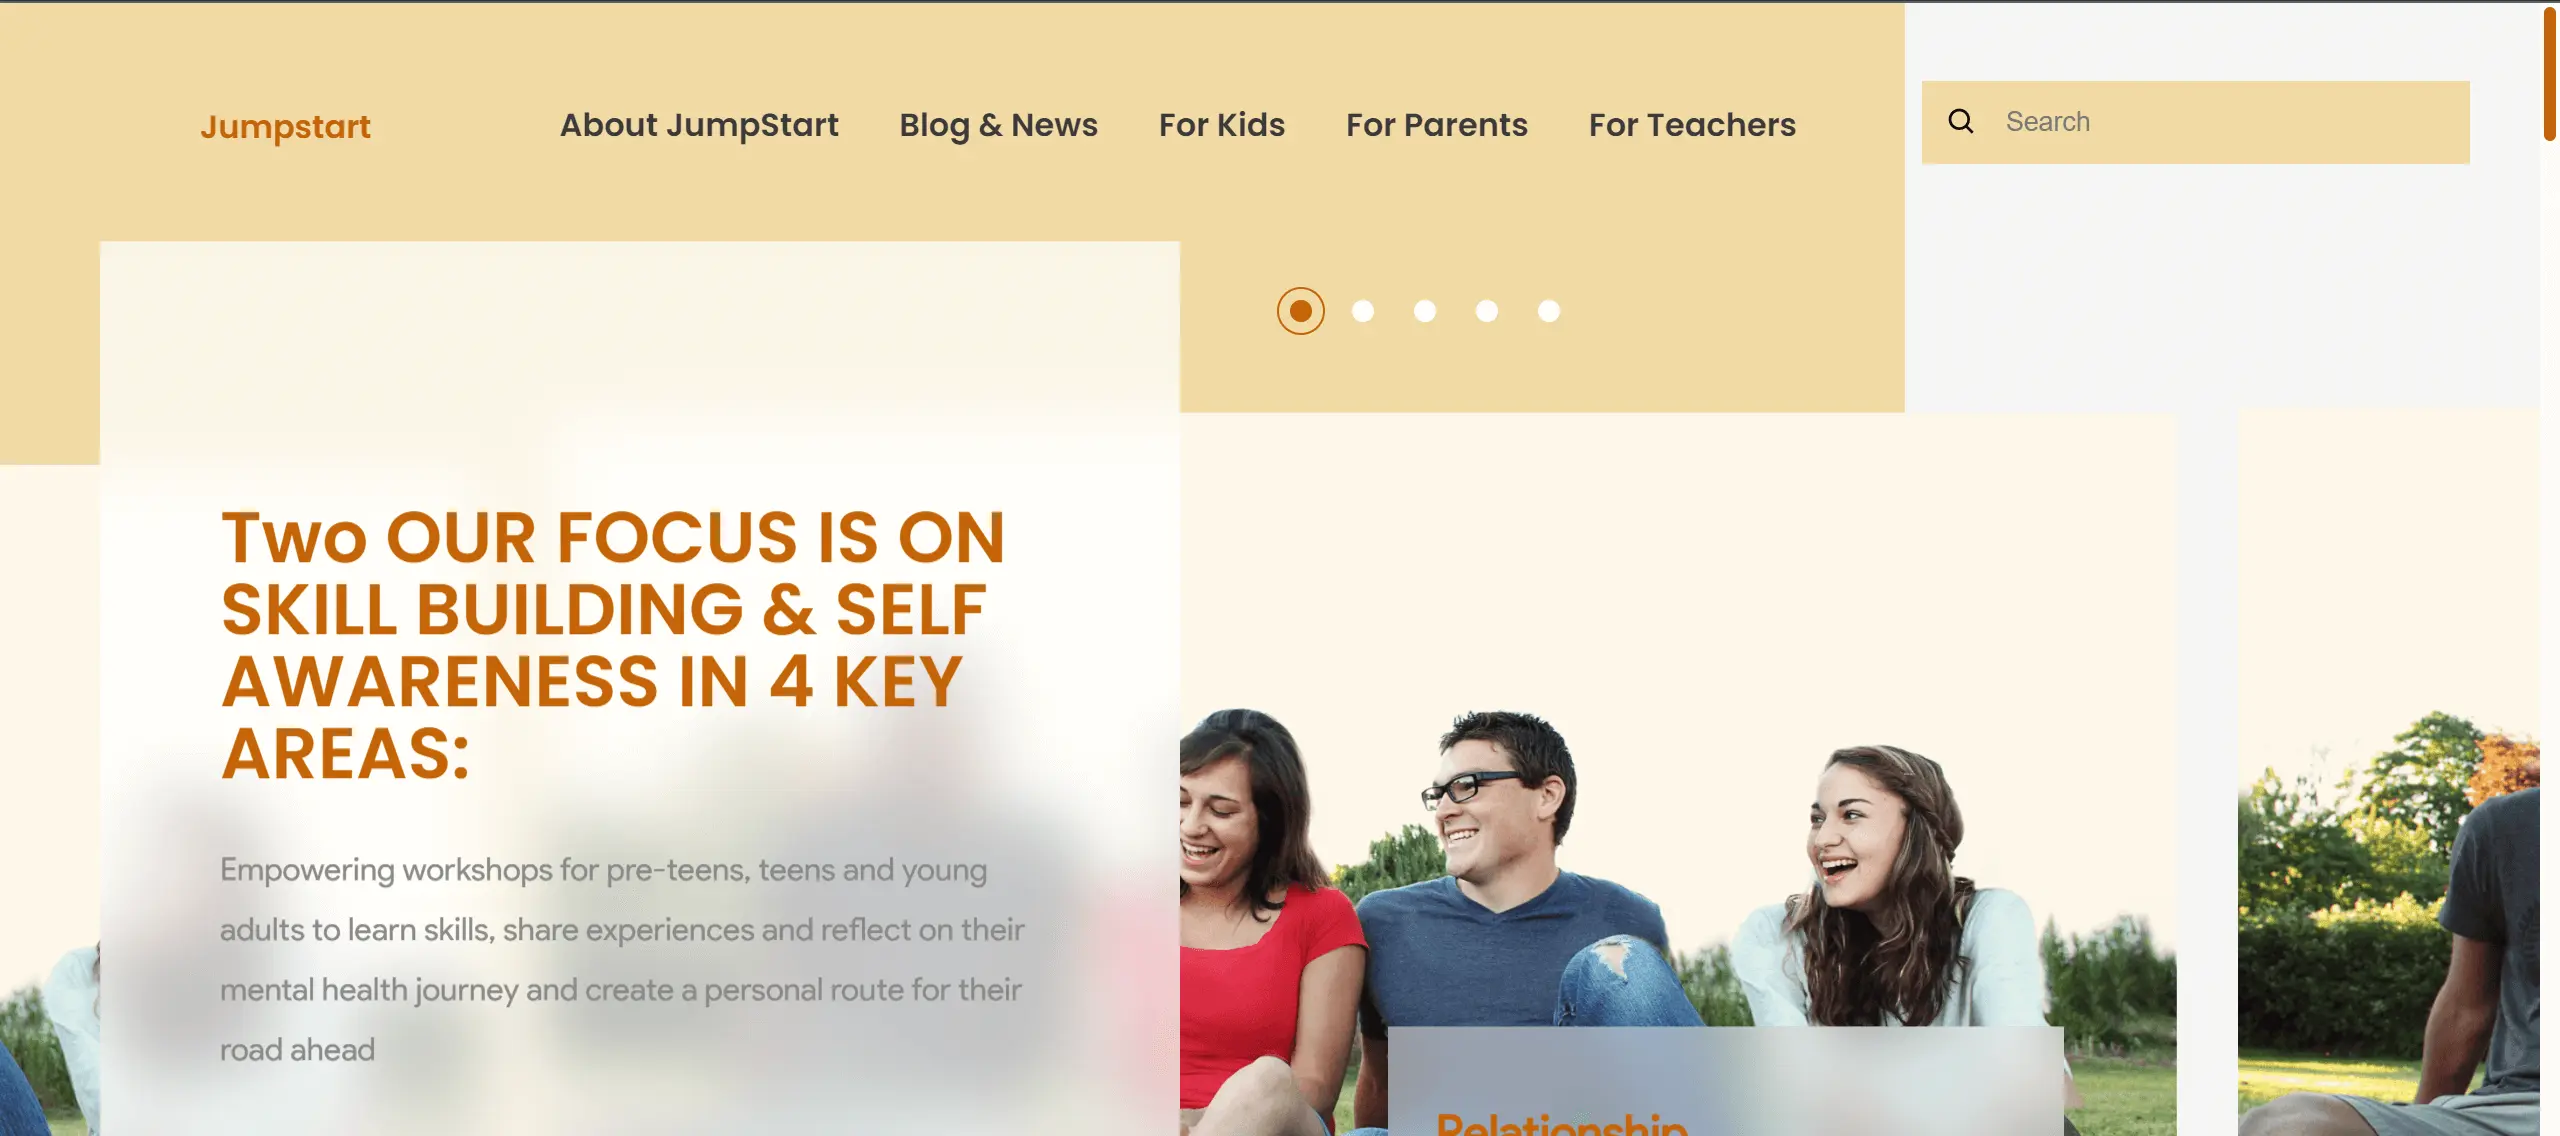 Jumpstart
About JumpStart
Blog & News
For Kids
For Parents
For Teachers
Search
Two OUR FOCUS IS ON
SKILL BUILDING & SELF
AWARENESS IN 4 KEY
AREAS:
Empowering workshops for pre-teens, teens and young
adults to learn skills, share experiences and reflect on their
mental health journey and create a personal route for their
road ahead
Relationship